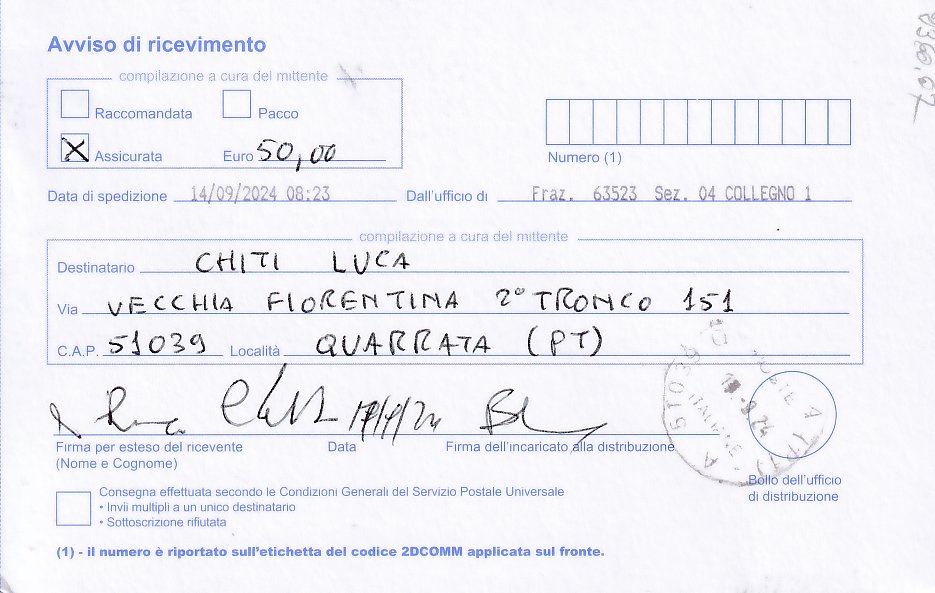 Avviso di ricevimento
compilazione a cura del mittente
Raccomandata Pacco
X Assicurata Euro 50,00
Numero (1)
Data di spedizione 14/09/2024 08:23 Dall'ufficio di Fraz. 63523 Sez. 04 COLLEGNO 1
compilazione a cura del mittente
Destinatario CHITI LUCA
Via VECCHIA FIORENTINA 2° TRONCO 151
C.A.P. 51039 Località QUARRATA (PT)
Firma per esteso del ricevente Data Firma dell'incaricato alla distribuzione
(Nome e Cognome)
Bollo dell'ufficio
di distribuzione
Consegna effettuata secondo le Condizioni Generali del Servizio Postale Universale
• Invii multipli a un unico destinatario
• Sottoscrizione rifiutata
(1) - il numero è riportato sull'etichetta del codice 2DCOMM applicata sul fronte.